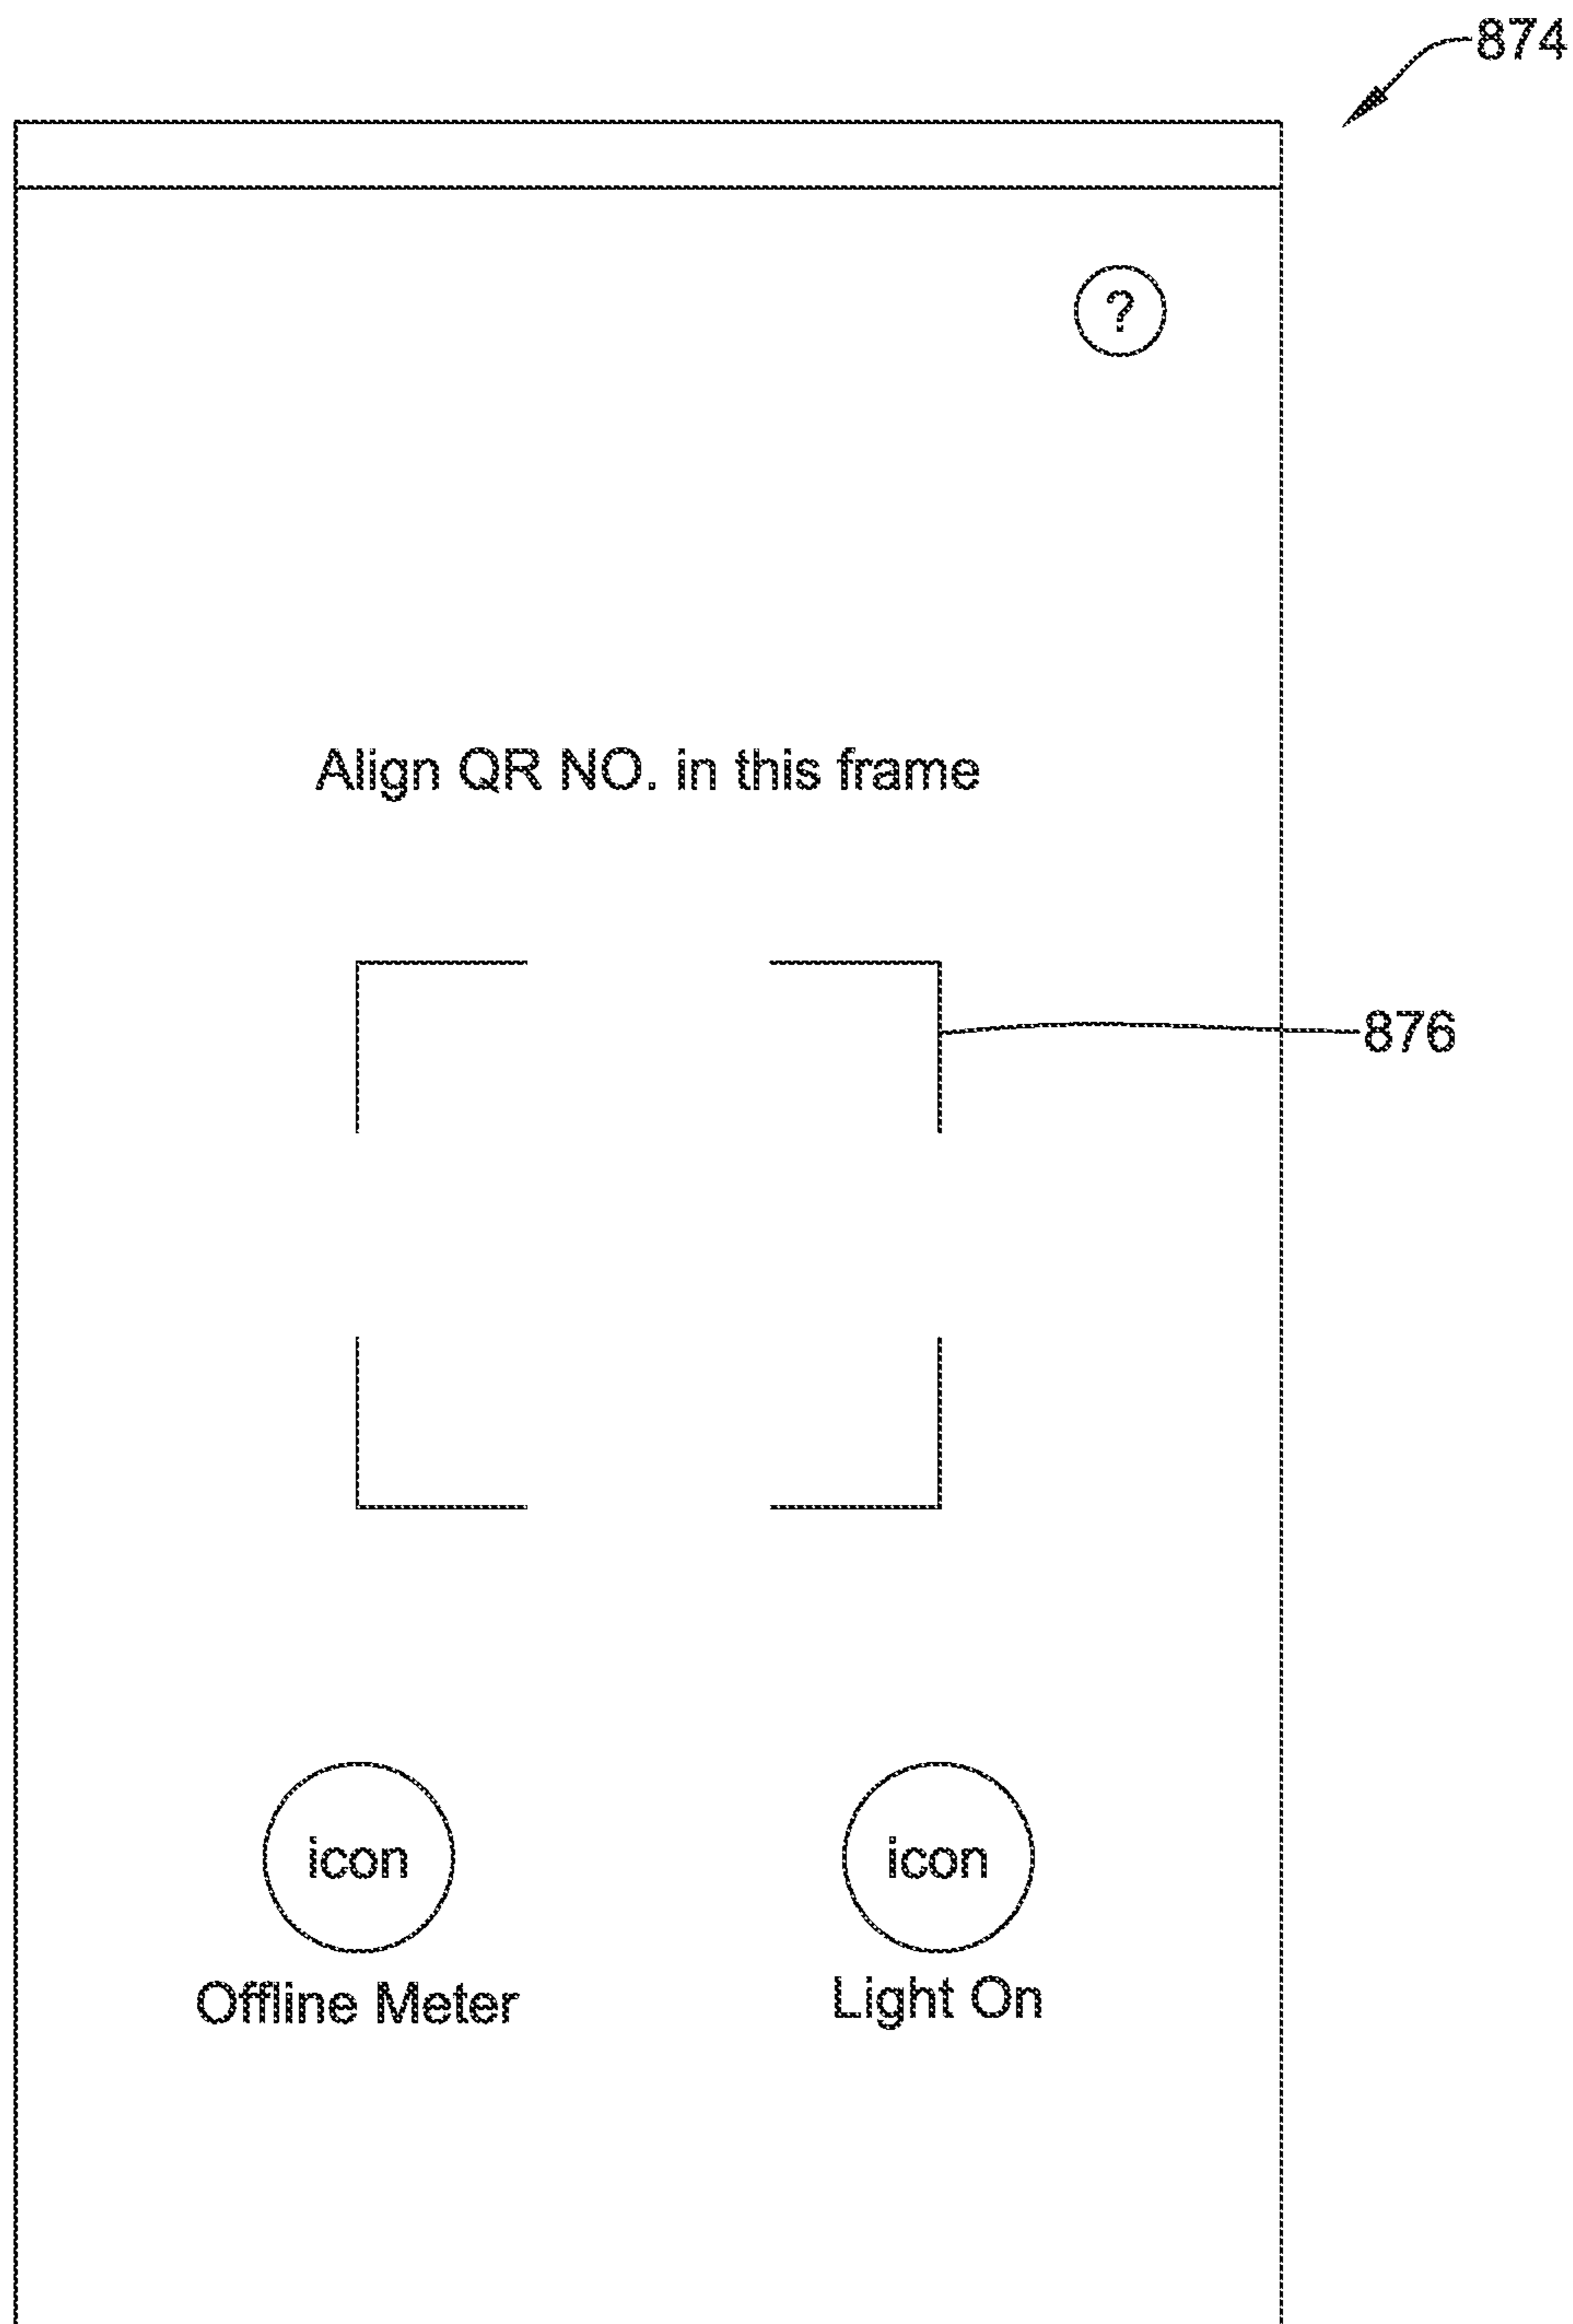 874
?
Align QR NO. in this frame
876
icon
icon
Offline Meter
Light On